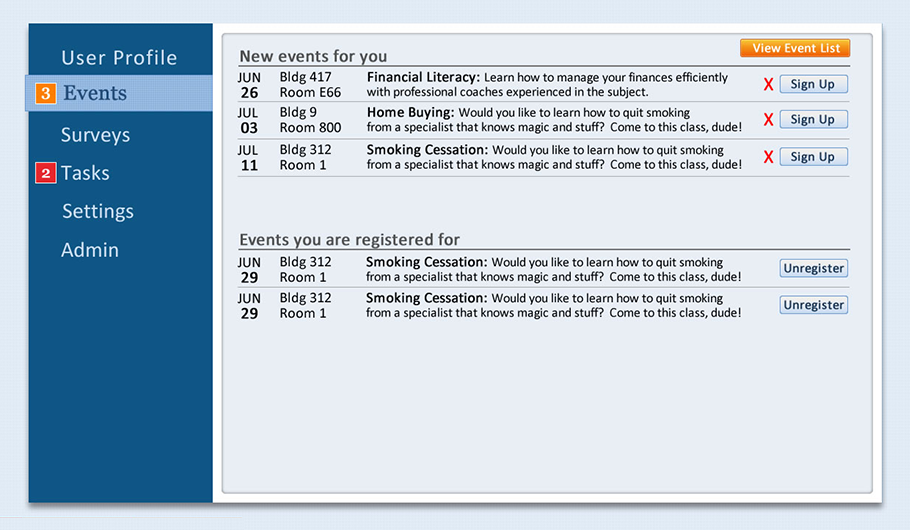 User Profile
3 Events
Surveys
2 Tasks
Settings
Admin
New events for you
View Event List
JUN 26
Bldg 417
Room E66
Financial Literacy: Learn how to manage your finances efficiently
with professional coaches experienced in the subject.
X Sign Up
JUL 03
Bldg 9
Room 800
Home Buying: Would you like to learn how to quit smoking
from a specialist that knows magic and stuff? Come to this class, dude!
X Sign Up
JUL 11
Bldg 312
Room 1
Smoking Cessation: Would you like to learn how to quit smoking
from a specialist that knows magic and stuff? Come to this class, dude!
X Sign Up
Events you are registered for
JUN 29
Bldg 312
Room 1
Smoking Cessation: Would you like to learn how to quit smoking
from a specialist that knows magic and stuff? Come to this class, dude!
Unregister
JUN 29
Bldg 312
Room 1
Smoking Cessation: Would you like to learn how to quit smoking
from a specialist that knows magic and stuff? Come to this class, dude!
Unregister